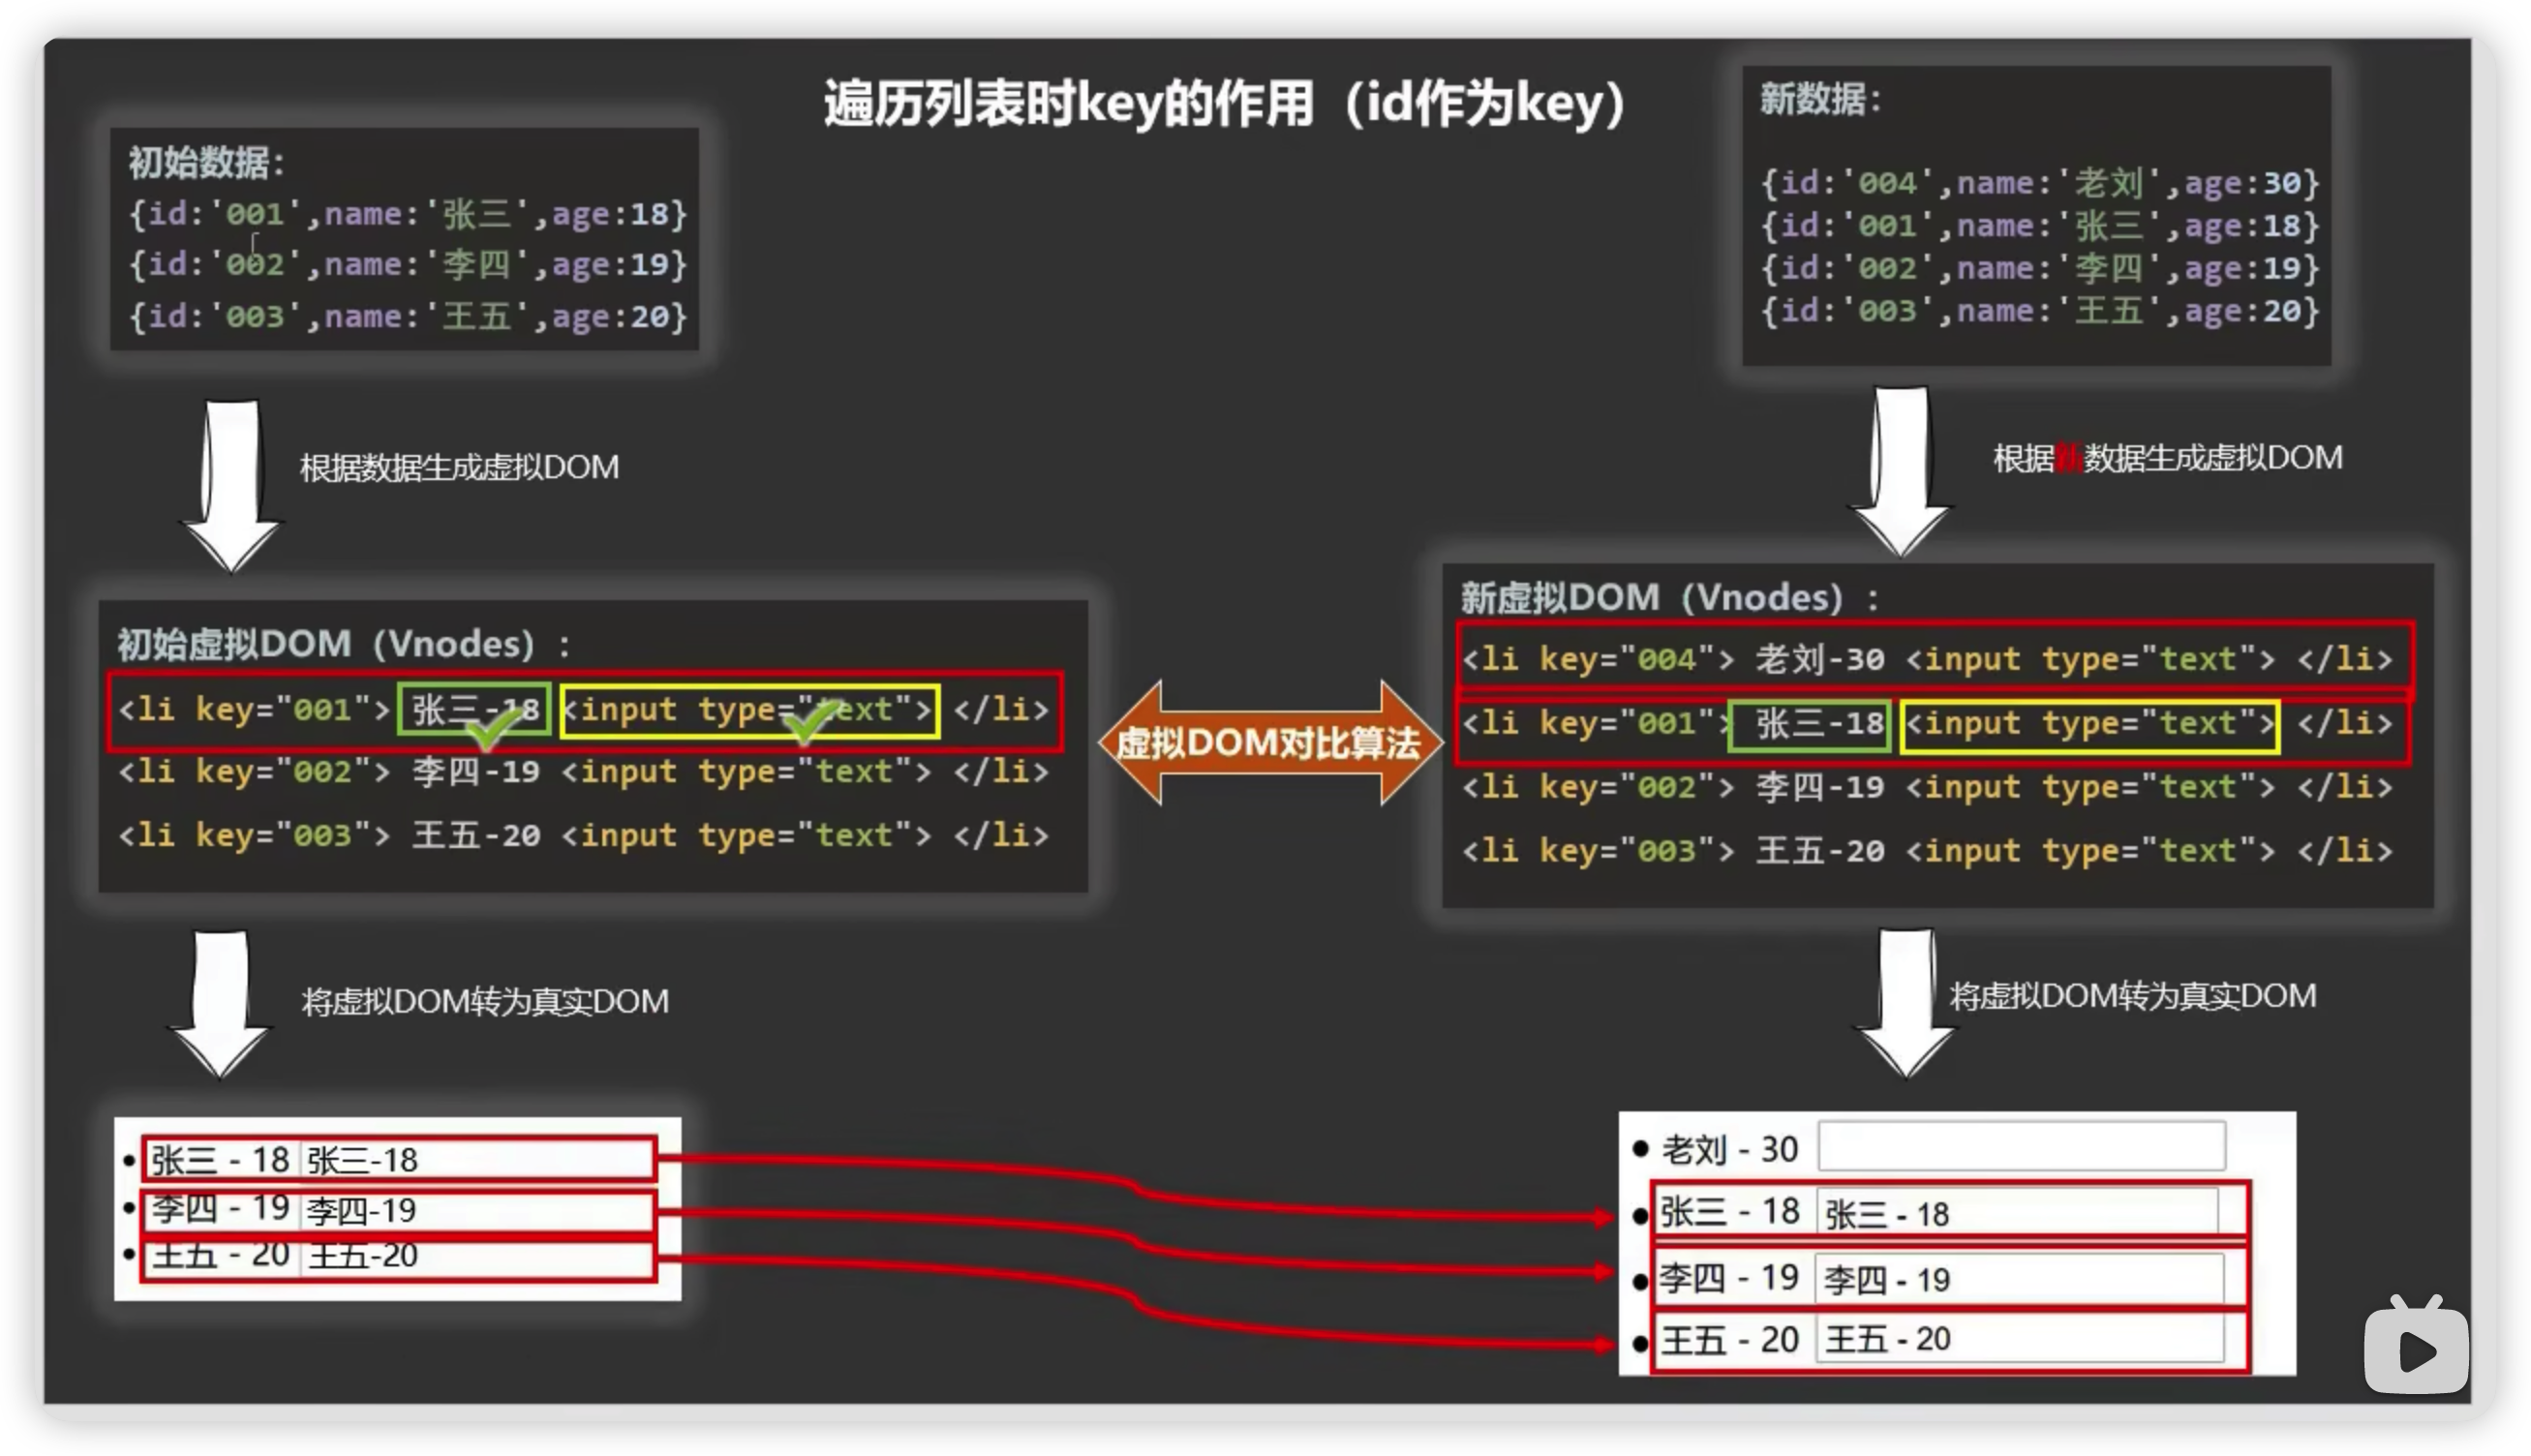 遍历列表时key的作用（id作为key）
初始数据：
{id:'001',name:'张三',age:18}
{id:'002',name:'李四',age:19}
{id:'003',name:'王五',age:20}
新数据：
{id:'004',name:'老刘',age:30}
{id:'001',name:'张三',age:18}
{id:'002',name:'李四',age:19}
{id:'003',name:'王五',age:20}
根据数据生成虚拟DOM
根据新数据生成虚拟DOM
初始虚拟DOM（Vnodes）：
<li key="001"> 张三-18 <input type="text"> </li>
<li key="002"> 李四-19 <input type="text"> </li>
<li key="003"> 王五-20 <input type="text"> </li>
虚拟DOM对比算法
新虚拟DOM（Vnodes）：
<li key="004"> 老刘-30 <input type="text"> </li>
<li key="001"> 张三-18 <input type="text"> </li>
<li key="002"> 李四-19 <input type="text"> </li>
<li key="003"> 王五-20 <input type="text"> </li>
将虚拟DOM转为真实DOM
将虚拟DOM转为真实DOM
张三 - 18 张三-18
李四 - 19 李四-19
王五 - 20 王五-20
老刘 - 30
张三 - 18 张三 - 18
李四 - 19 李四 - 19
王五 - 20 王五 - 20